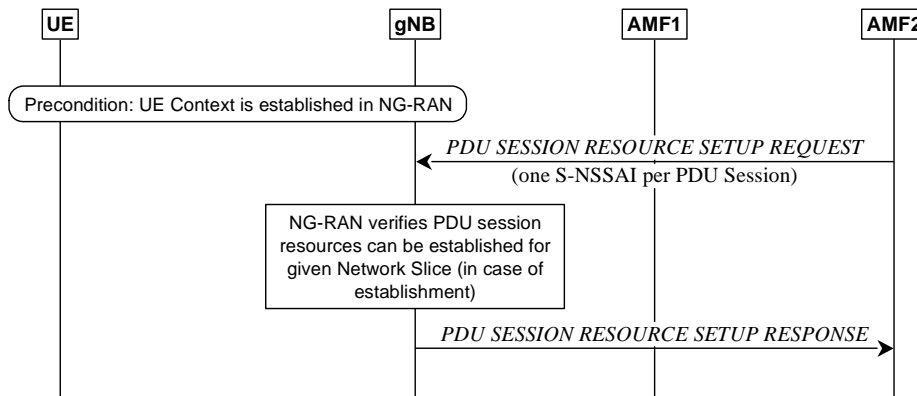 UE
gNB
AMF1
AMF2
Precondition: UE Context is established in NG-RAN
PDU SESSION RESOURCE SETUP REQUEST
(one S-NSSAI per PDU Session)
NG-RAN verifies PDU session
resources can be established for
given Network Slice (in case of
establishment)
PDU SESSION RESOURCE SETUP RESPONSE